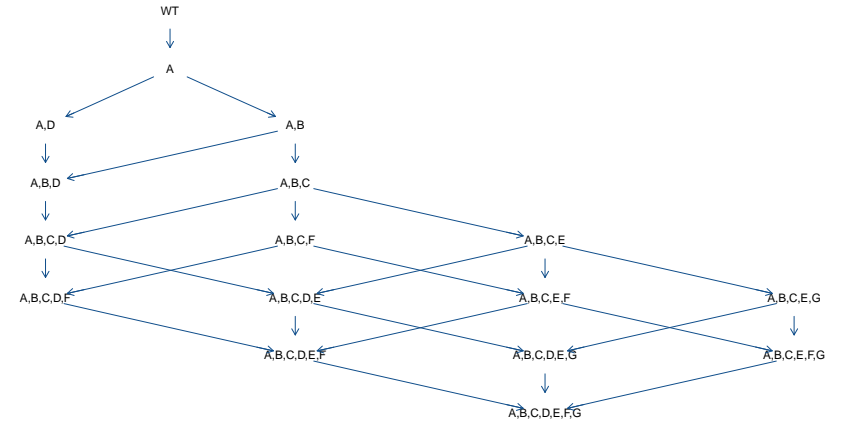 WT
A
A,D
A,B
A,B,D
A,B,C
A,B,C,D
A,B,C,F
A,B,C,E
A,B,C,D,F
A,B,C,D,E
A,B,C,E,F
A,B,C,E,G
A,B,C,D,E,F
A,B,C,D,E,G
A,B,C,E,F,G
A,B,C,D,E,F,G